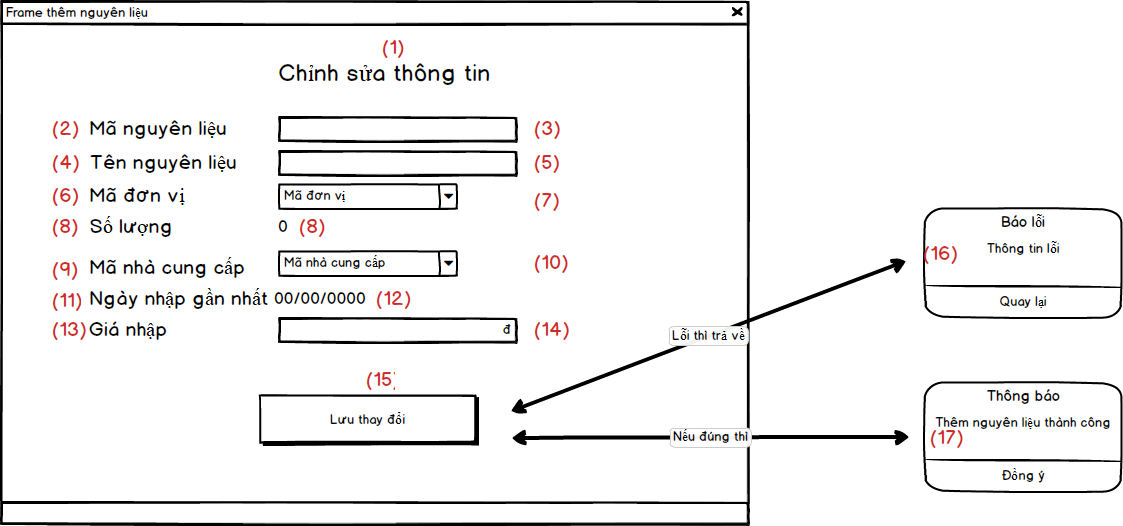 Frame thêm nguyên liệu
(1)
Chỉnh sửa thông tin
(2) Mã nguyên liệu (3)
(4) Tên nguyên liệu (5)
(6) Mã đơn vị Mã đơn vị (7)
(8) Số lượng 0 (8)
(9) Mã nhà cung cấp Mã nhà cung cấp (10)
(11) Ngày nhập gần nhất 00/00/0000 (12)
(13) Giá nhập đ (14)
(15)
Lưu thay đổi
Lỗi thì trả về
Nếu đúng thì
Báo lỗi
Thông tin lỗi
(16)
Quay lại
Thông báo
Thêm nguyên liệu thành công
(17)
Đồng ý